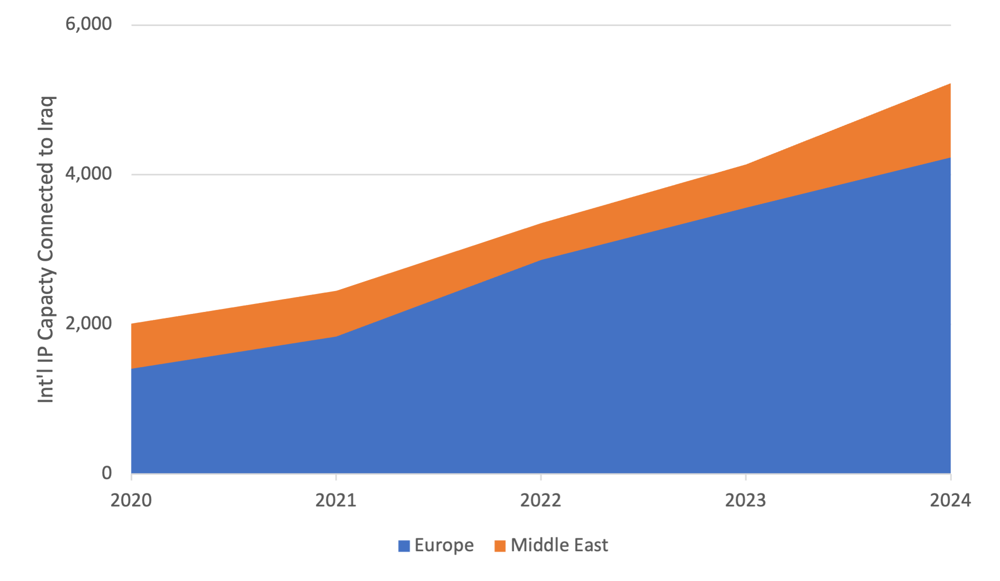 6,000
4,000
2,000
0
Int'l IP Capacty Connected to Iraq
2020 2021 2022 2023 2024
Europe Middle East